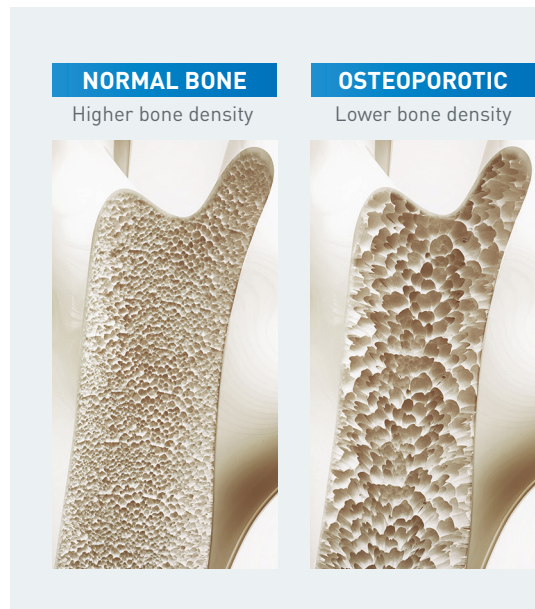 NORMAL BONE
Higher bone density
OSTEOPOROTIC
Lower bone density